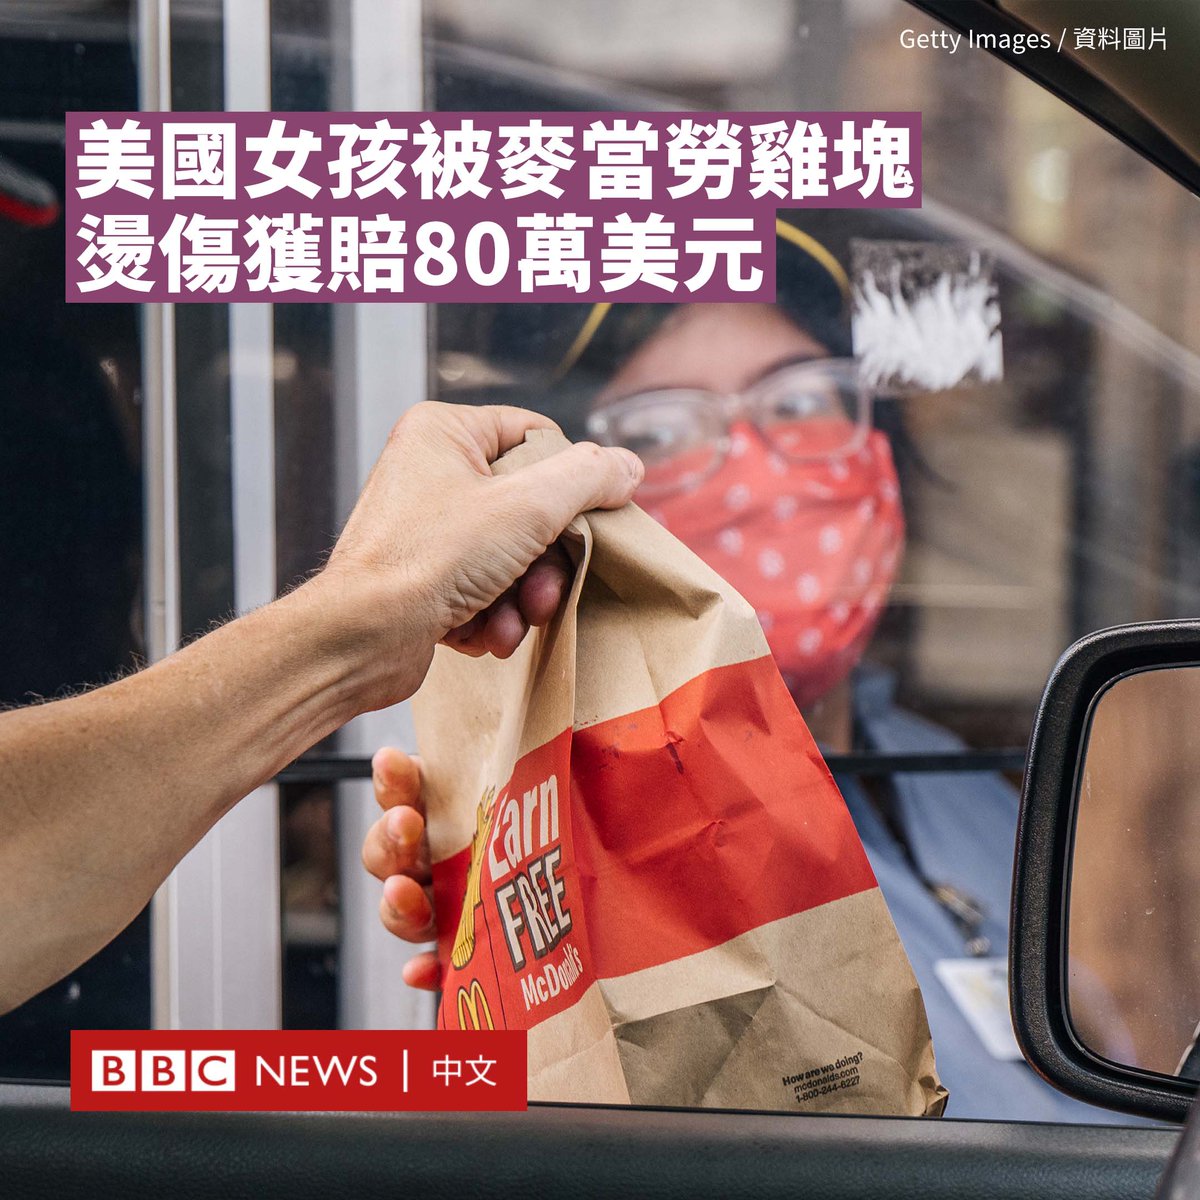 Getty Images / 資料圖片
美國女孩被麥當勞雞塊
燙傷獲賠80萬美元
Earn
FREE
McDonald's
How are we doing?
mcdonalds.com
1-800-244-6227
BBC NEWS | 中文